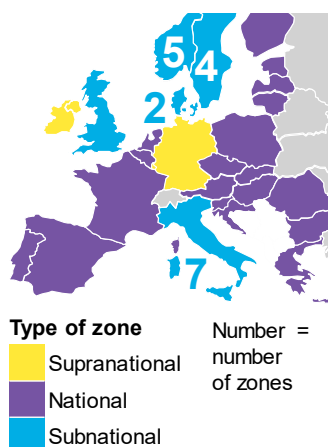 5
4
2
7
Type of zone
Supranational
National
Subnational
Number =
number
of zones